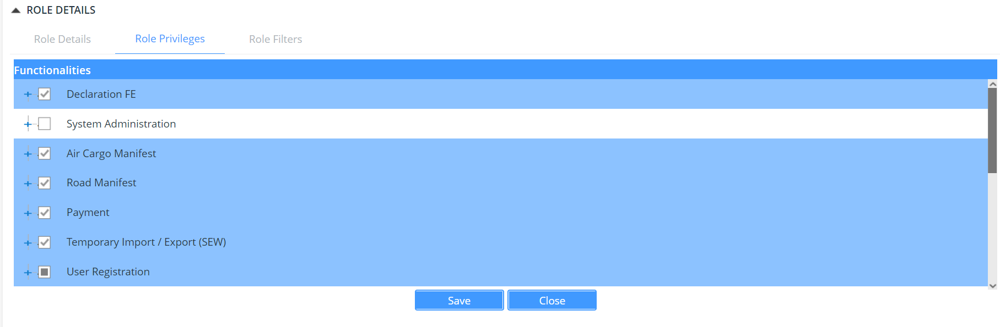 ROLE DETAILS
Role Details Role Privileges Role Filters
Functionalities
Declaration FE
System Administration
Air Cargo Manifest
Road Manifest
Payment
Temporary Import / Export (SEW)
User Registration
Save Close